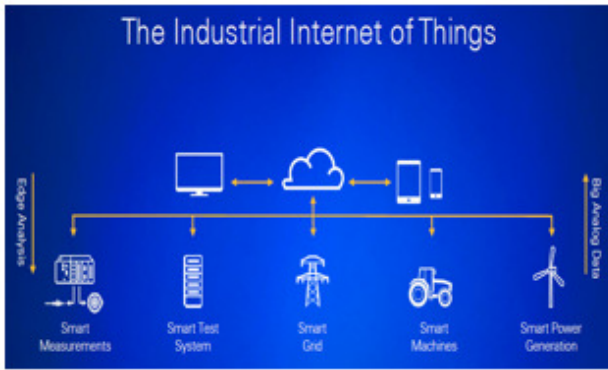 The Industrial Internet of Things
Edge Analysis
Big Analog Data
Smart
Measurements
Smart Test
System
Smart
Grid
Smart
Machines
Smart Power
Generation